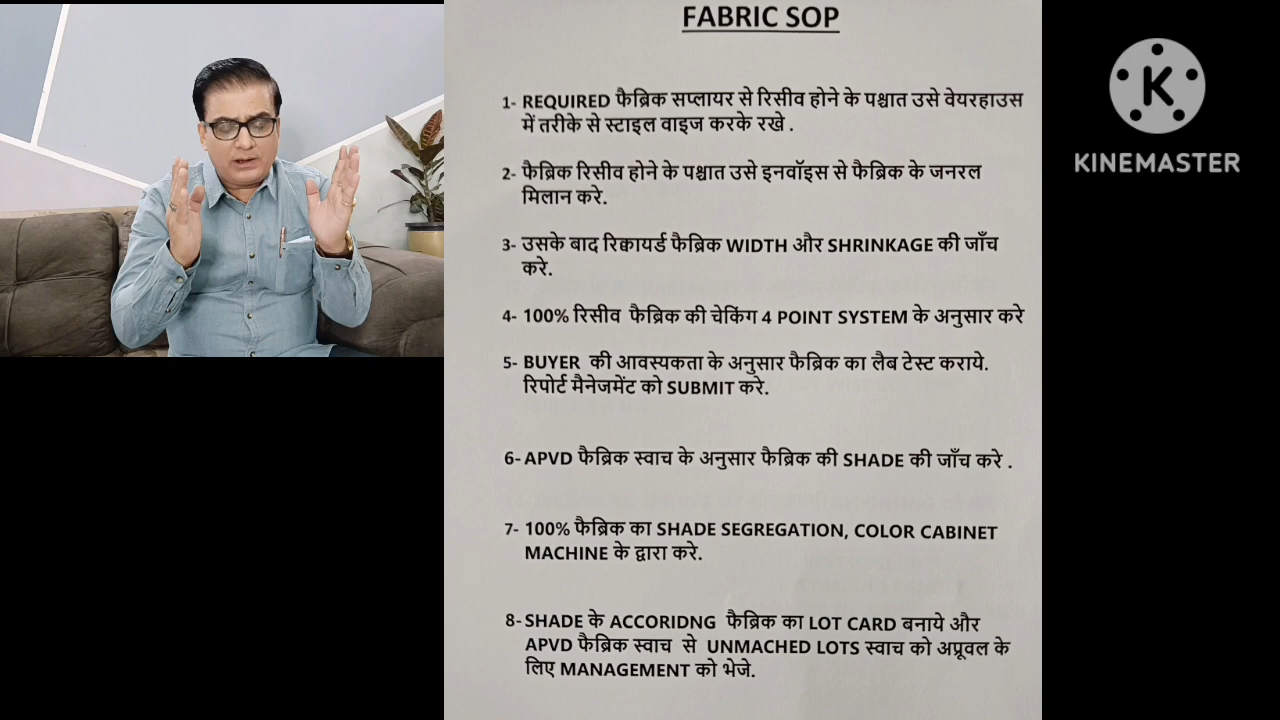 FABRIC SOP
1- REQUIRED फैब्रिक सप्लायर से रिसीव होने के पश्चात उसे वेयरहाउस
में तरीके से स्टाइल वाइज करके रखे .
2- फैब्रिक रिसीव होने के पश्चात उसे इनवॉइस से फैब्रिक के जनरल
मिलान करे.
3- उसके बाद रिक्वायर्ड फैब्रिक WIDTH और SHRINKAGE की जाँच
करे.
4- 100% रिसीव फैब्रिक की चेकिंग 4 POINT SYSTEM के अनुसार करे
5- BUYER की आवस्यकता के अनुसार फैब्रिक का लैब टेस्ट कराये.
रिपोर्ट मैनेजमेंट को SUBMIT करे.
6- APVD फैब्रिक स्वाच के अनुसार फैब्रिक की SHADE की जाँच करे .
7- 100% फैब्रिक का SHADE SEGREGATION, COLOR CABINET
MACHINE के द्वारा करे.
8- SHADE के ACCORIDNG फैब्रिक का LOT CARD बनाये और
APVD फैब्रिक स्वाच से UNMACHED LOTS स्वाच को अप्रूवल के
लिए MANAGEMENT को भेजे.
K
KINEMASTER